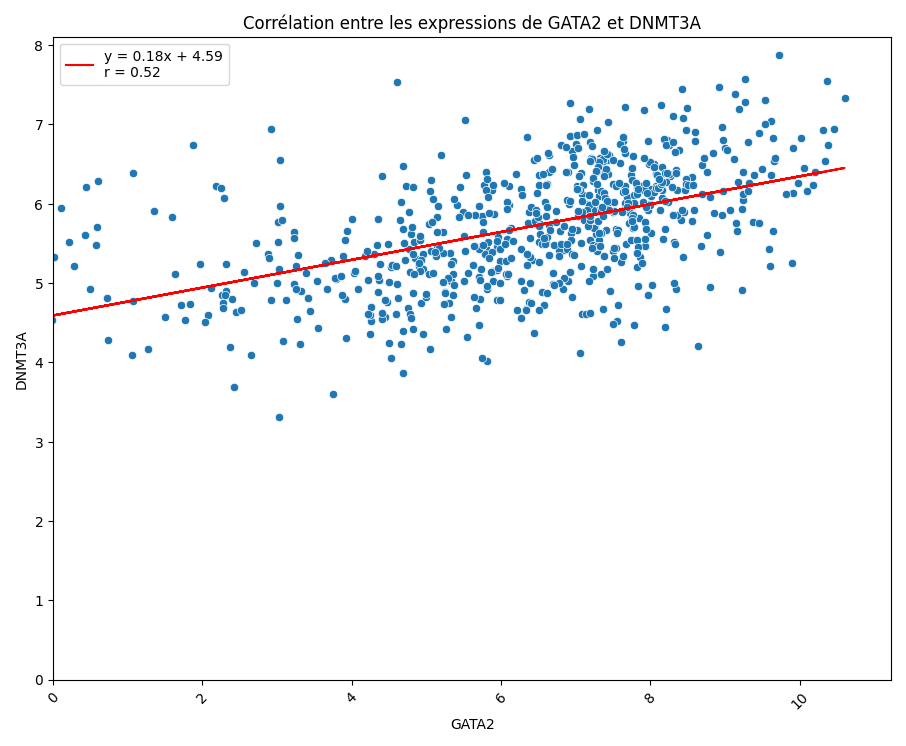 Corrélation entre les expressions de GATA2 et DNMT3A
y = 0.18x + 4.59
r = 0.52
8
7
6
5
4
3
2
1
0
DNMT3A
0 2 4 6 8 10
GATA2